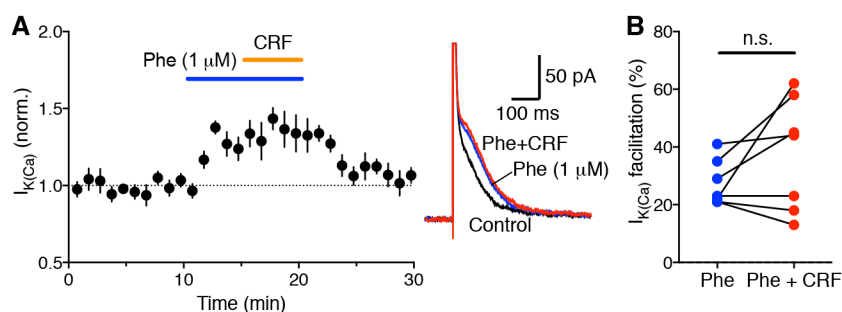 A
CRF
Phe (1 μM)
I_K(Ca) (norm.)
2.0
1.5
1.0
0.5
0
10
20
30
Time (min)
50 pA
100 ms
Phe+CRF
Phe (1 μM)
Control
B
n.s.
I_K(Ca) facilitation (%)
80
60
40
20
0
Phe
Phe + CRF